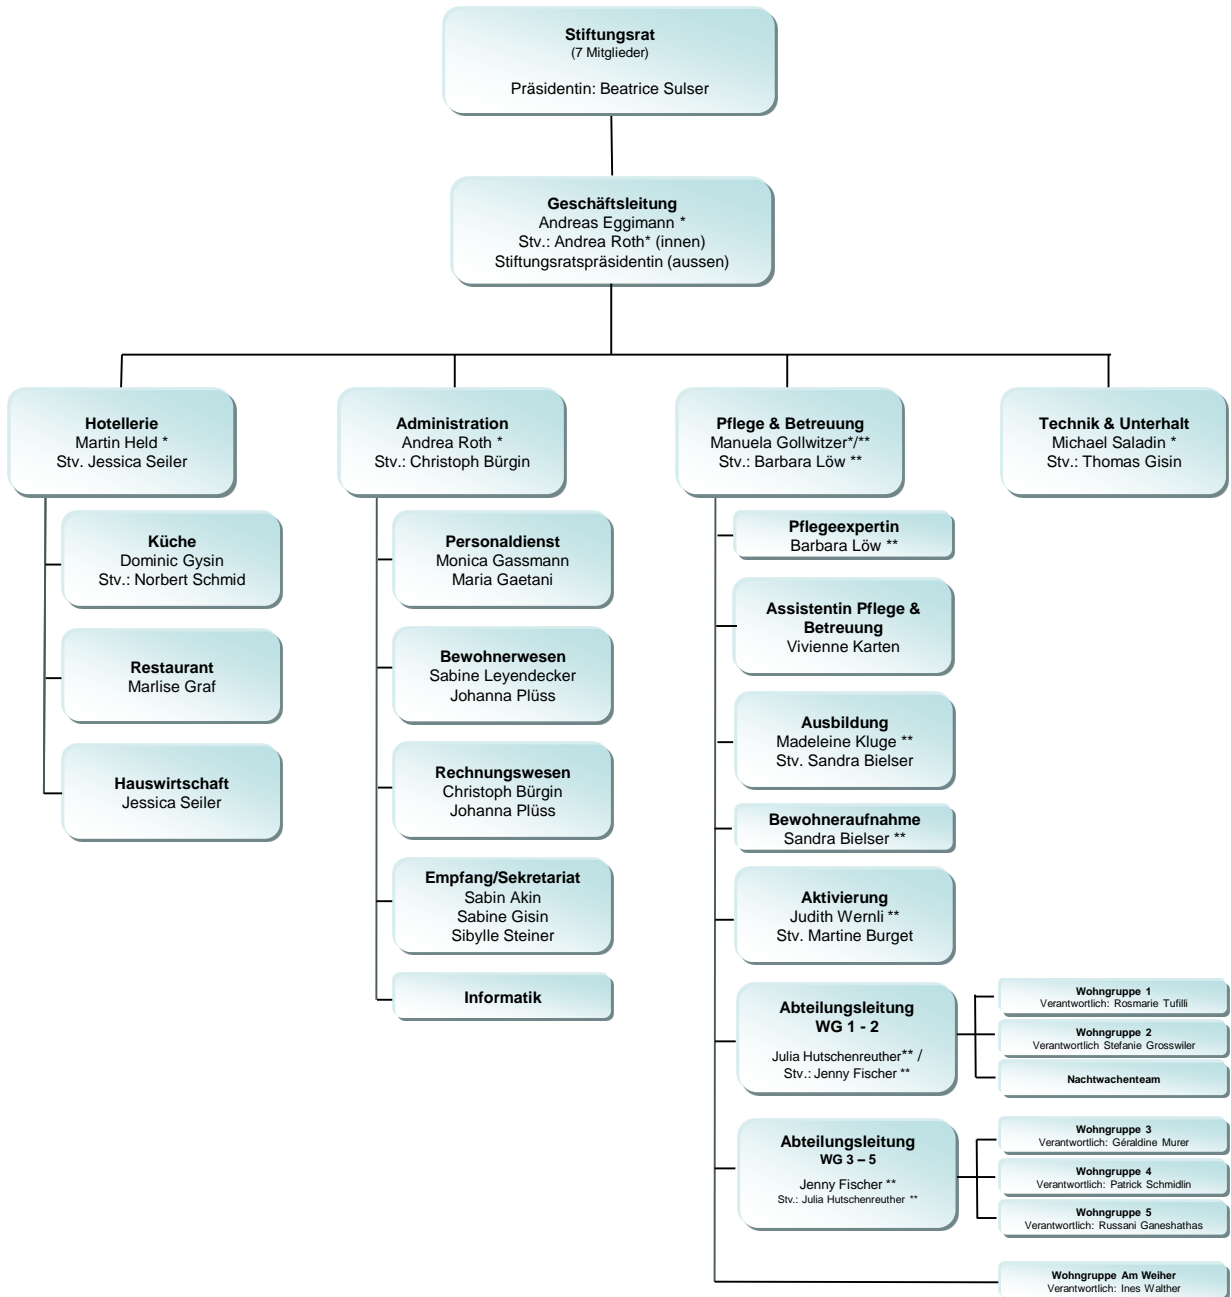 Stiftungsrat
(7 Mitglieder)
Präsidentin: Beatrice Sulser
Geschäftsleitung
Andreas Eggimann *
Stv.: Andrea Roth* (innen)
Stiftungsratspräsidentin (aussen)
Hotellerie
Martin Held *
Stv. Jessica Seiler
Küche
Dominic Gysin
Stv.: Norbert Schmid
Restaurant
Marlise Graf
Hauswirtschaft
Jessica Seiler
Administration
Andrea Roth *
Stv.: Christoph Bürgin
Personaldienst
Monica Gassmann
Maria Gaetani
Bewohnerwesen
Sabine Leyendecker
Johanna Plüss
Rechnungswesen
Christoph Bürgin
Johanna Plüss
Empfang/Sekretariat
Sabin Akin
Sabine Gisin
Sibylle Steiner
Informatik
Pflege & Betreuung
Manuela Gollwitzer*/**
Stv.: Barbara Löw **
Pflegeexpertin
Barbara Löw **
Assistentin Pflege &
Betreuung
Vivienne Karten
Ausbildung
Madeleine Kluge **
Stv. Sandra Bielser
Bewohneraufnahme
Sandra Bielser **
Aktivierung
Judith Wernli **
Stv. Martine Burget
Abteilungsleitung
WG 1 - 2
Julia Hutschenreuther** /
Stv.: Jenny Fischer **
Wohngruppe 1
Verantwortlich: Rosmarie Tufilli
Wohngruppe 2
Verantwortlich Stefanie Grosswiler
Nachtwachenteam
Abteilungsleitung
WG 3 – 5
Jenny Fischer **
Stv.: Julia Hutschenreuther **
Wohngruppe 3
Verantwortlich: Géraldine Murer
Wohngruppe 4
Verantwortlich: Patrick Schmidlin
Wohngruppe 5
Verantwortlich: Russani Ganeshathas
Wohngruppe Am Weiher
Verantwortlich: Ines Walther
Technik & Unterhalt
Michael Saladin *
Stv.: Thomas Gisin